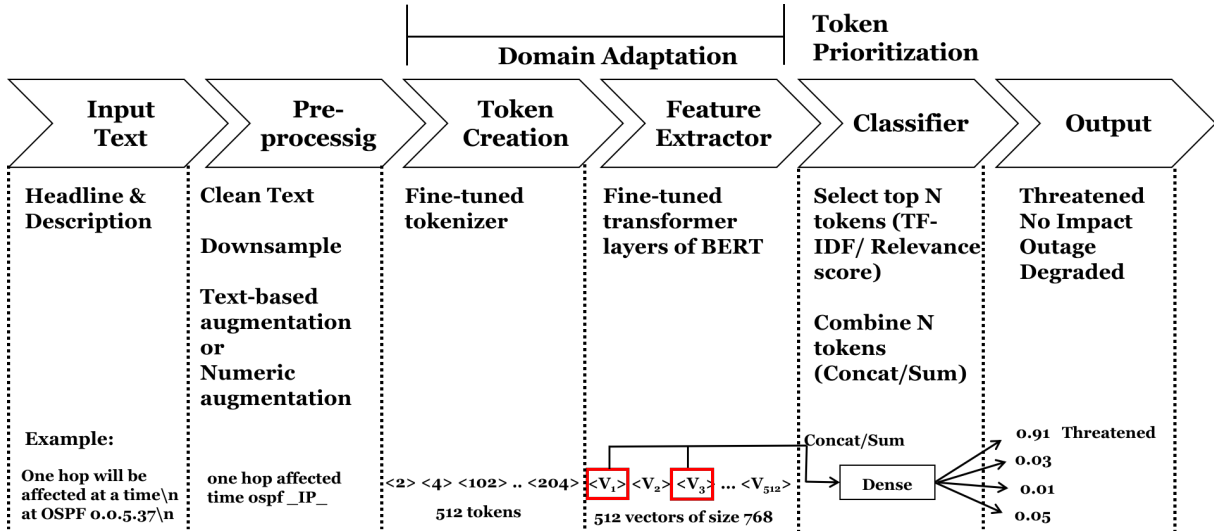 Domain Adaptation
Token
Prioritization
Input
Text
Pre-
processig
Token
Creation
Feature
Extractor
Classifier
Output
Headline &
Description
Clean Text
Downsample
Text-based
augmentation
or
Numeric
augmentation
Fine-tuned
tokenizer
Fine-tuned
transformer
layers of BERT
Select top N
tokens (TF-
IDF/ Relevance
score)
Combine N
tokens
(Concat/Sum)
Threatened
No Impact
Outage
Degraded
Example:
One hop will be
affected at a time\n
at OSPF 0.0.5.37\n
one hop affected
time ospf _IP_
<2> <4> <102> .. <204>
512 tokens
<V₁> <V₂> <V₃> ... <V₅₁₂>
512 vectors of size 768
Concat/Sum
Dense
0.91 Threatened
0.03
0.01
0.05